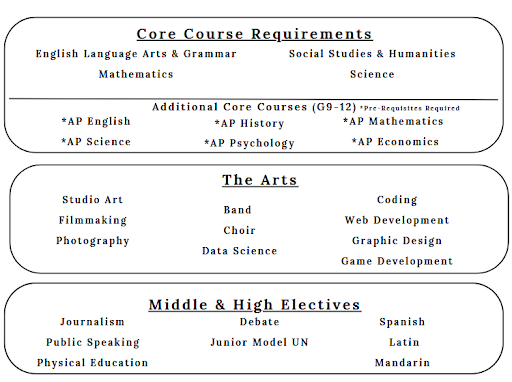 Core Course Requirements
English Language Arts & Grammar
Social Studies & Humanities
Mathematics
Science
Additional Core Courses (G9-12) *Pre-Requisites Required
*AP English
*AP History
*AP Mathematics
*AP Science
*AP Psychology
*AP Economics
The Arts
Studio Art
Filmmaking
Photography
Band
Choir
Data Science
Coding
Web Development
Graphic Design
Game Development
Middle & High Electives
Journalism
Public Speaking
Physical Education
Debate
Junior Model UN
Spanish
Latin
Mandarin